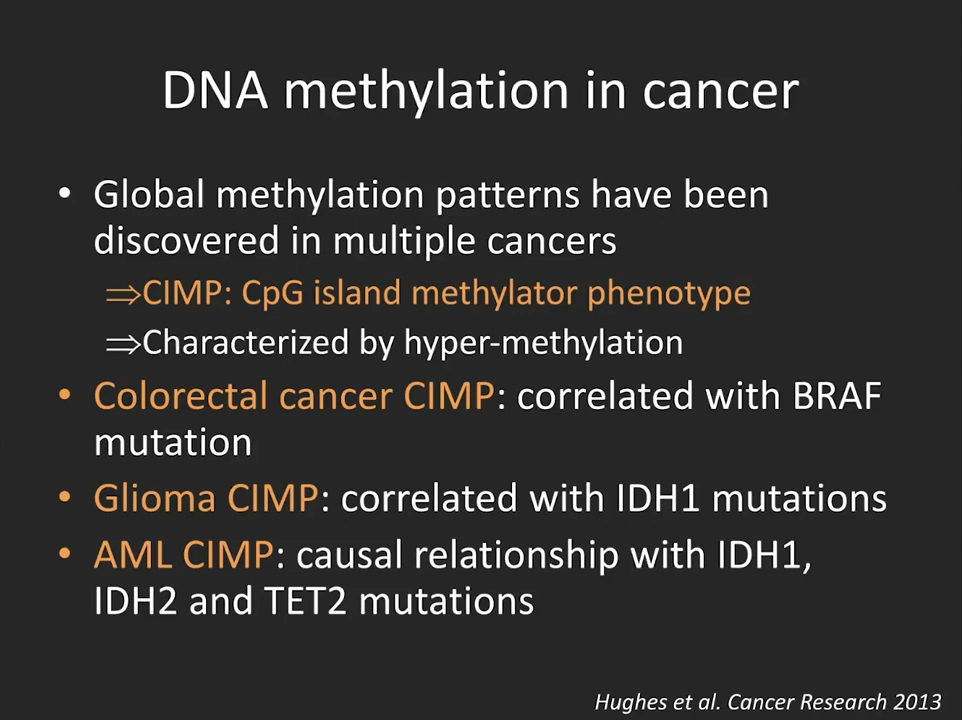 DNA methylation in cancer
• Global methylation patterns have been
discovered in multiple cancers
⇒CIMP: CpG island methylator phenotype
⇒Characterized by hyper-methylation
• Colorectal cancer CIMP: correlated with BRAF
mutation
• Glioma CIMP: correlated with IDH1 mutations
• AML CIMP: causal relationship with IDH1,
IDH2 and TET2 mutations
Hughes et al. Cancer Research 2013